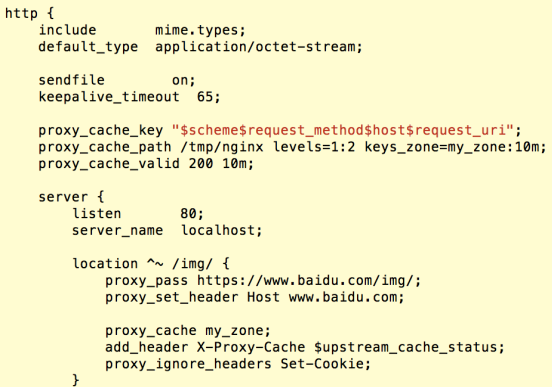 http {
    include       mime.types;
    default_type  application/octet-stream;

    sendfile        on;
    keepalive_timeout  65;

    proxy_cache_key "$scheme$request_method$host$request_uri";
    proxy_cache_path /tmp/nginx levels=1:2 keys_zone=my_zone:10m;
    proxy_cache_valid 200 10m;

    server {
        listen       80;
        server_name  localhost;

        location ^~ /img/ {
            proxy_pass https://www.baidu.com/img/;
            proxy_set_header Host www.baidu.com;

            proxy_cache my_zone;
            add_header X-Proxy-Cache $upstream_cache_status;
            proxy_ignore_headers Set-Cookie;
        }